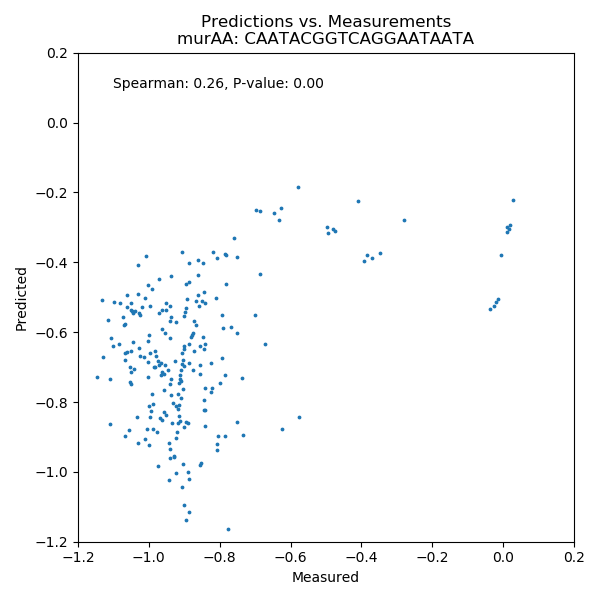 Predictions vs. Measurements
murAA: CAATACGGTCAGGAATAATA
Spearman: 0.26, P-value: 0.00
0.2
0.0
−0.2
−0.4
−0.6
−0.8
−1.0
−1.2
Predicted
−1.2 −1.0 −0.8 −0.6 −0.4 −0.2 0.0 0.2
Measured